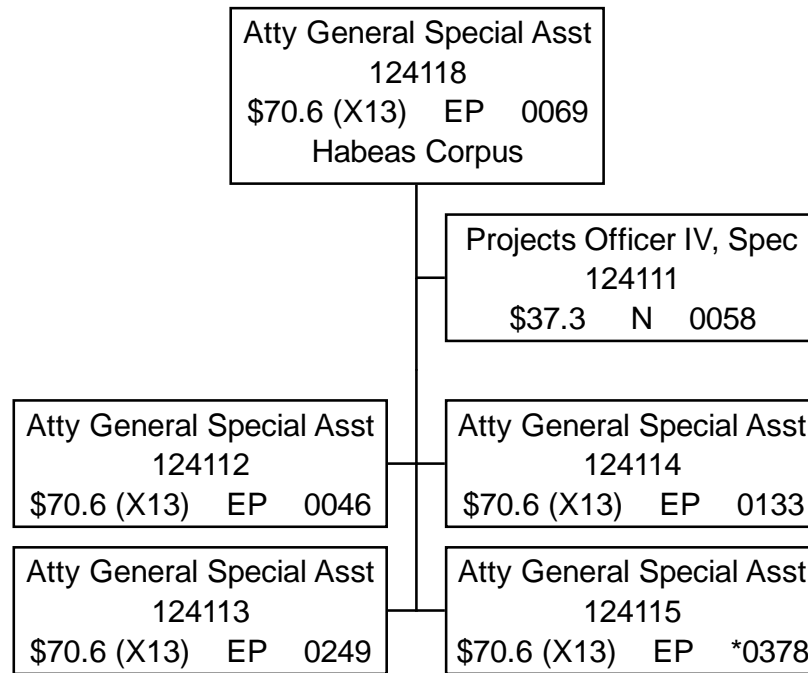 Atty General Special Asst
124118
$70.6 (X13) EP 0069
Habeas Corpus
Projects Officer IV, Spec
124111
$37.3 N 0058
Atty General Special Asst
124112
$70.6 (X13) EP 0046
Atty General Special Asst
124114
$70.6 (X13) EP 0133
Atty General Special Asst
124113
$70.6 (X13) EP 0249
Atty General Special Asst
124115
$70.6 (X13) EP *0378